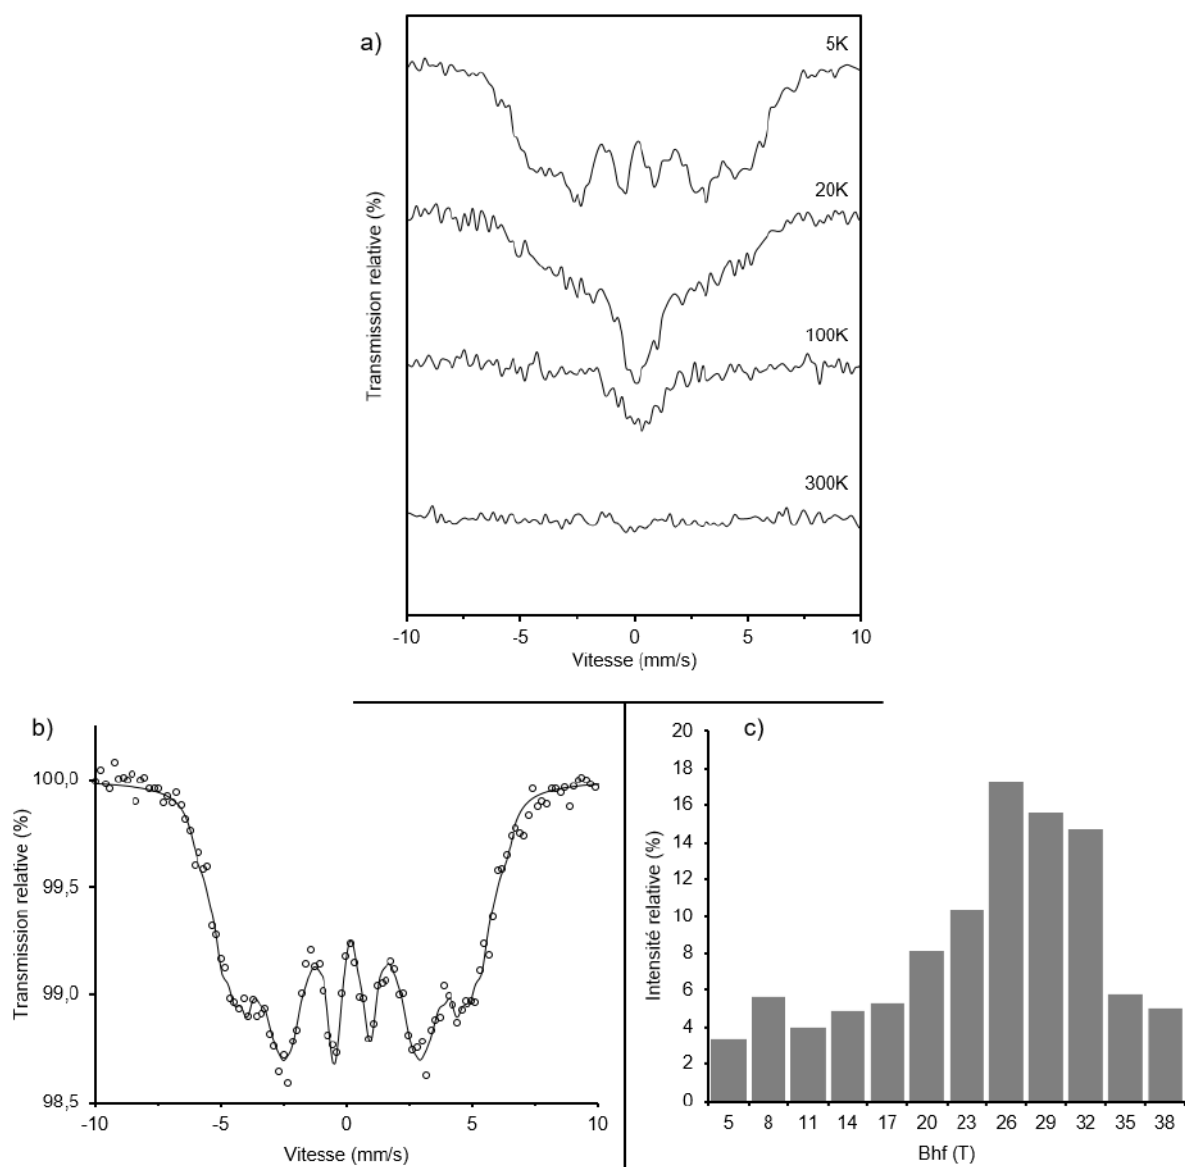 a)
5K
20K
100K
300K
Transmission relative (%)
-10 -5 0 5 10
Vitesse (mm/s)
b)
100,0
99,5
99,0
98,5
Transmission relative (%)
-10 -5 0 5 10
Vitesse (mm/s)
c)
20
18
16
14
12
10
8
6
4
2
0
Intensité relative (%)
5 8 11 14 17 20 23 26 29 32 35 38
Bhf (T)